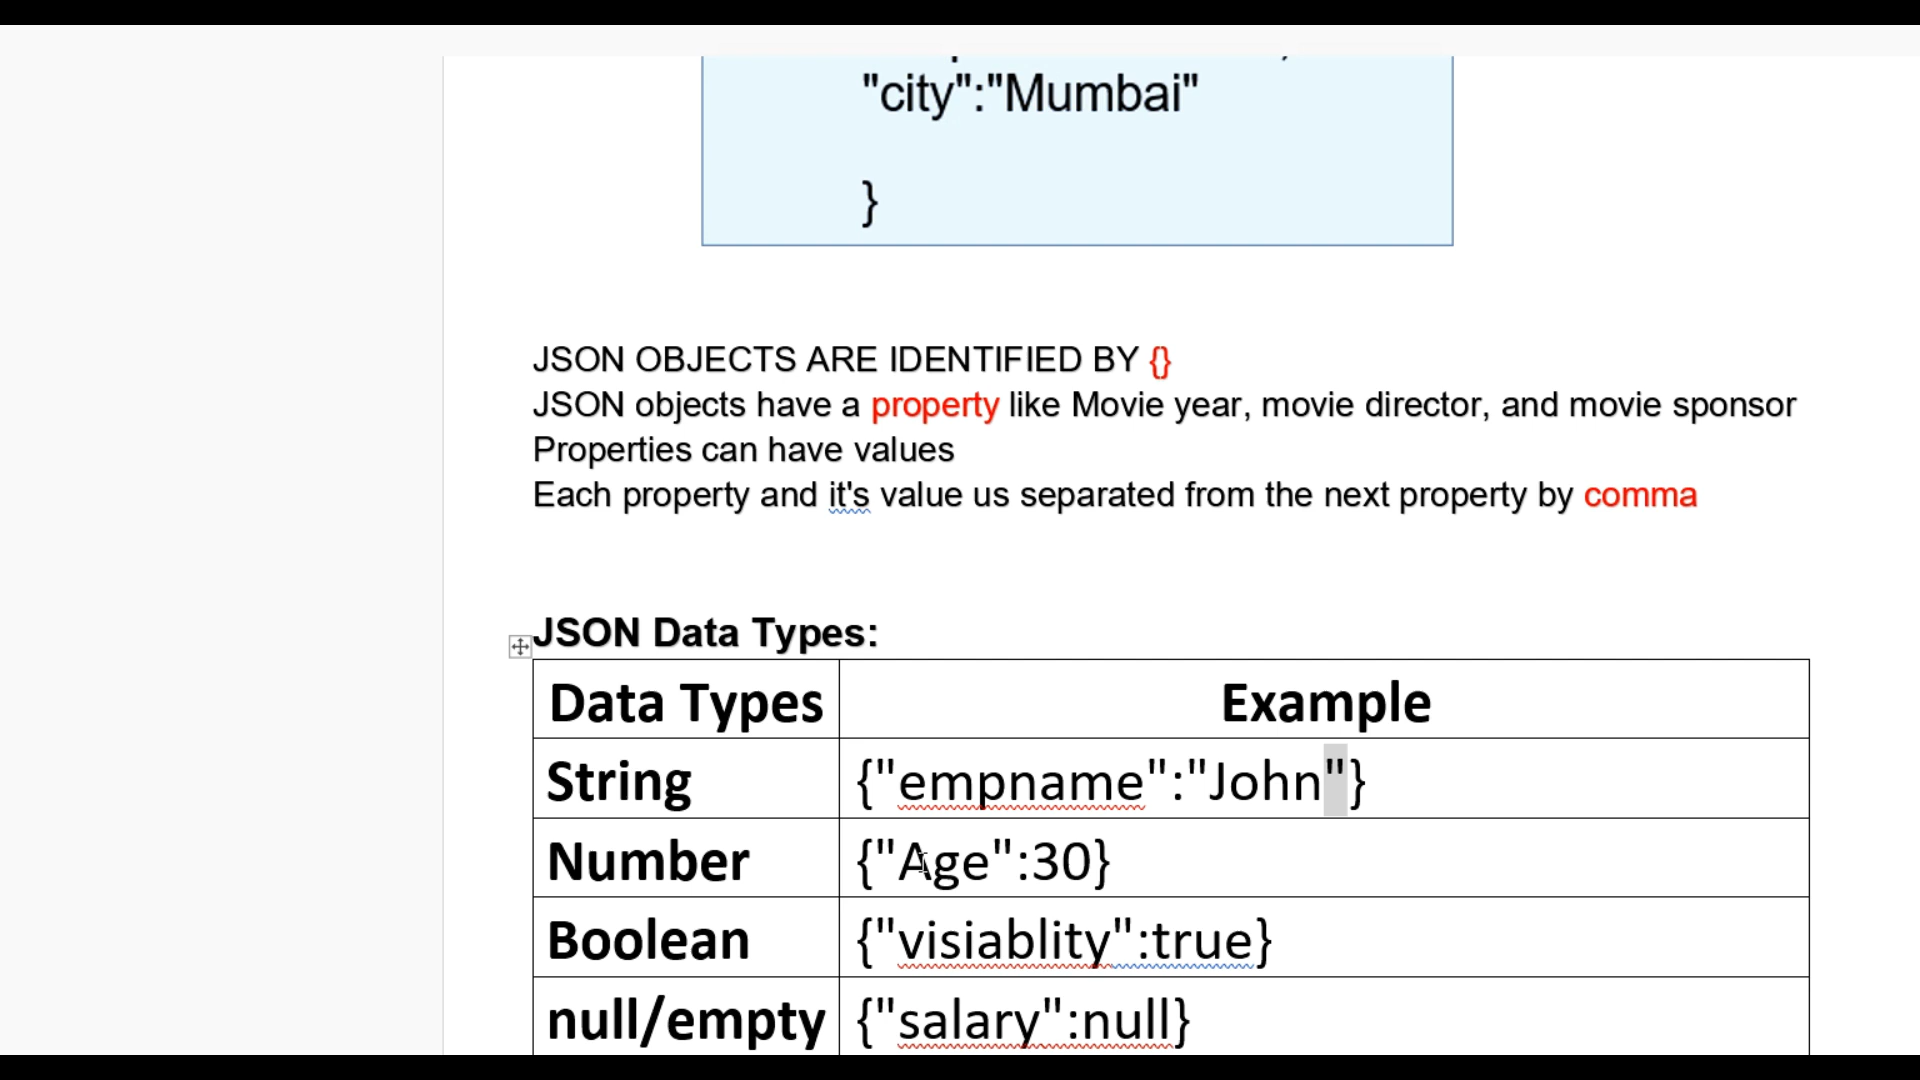 "city":"Mumbai"
}
JSON OBJECTS ARE IDENTIFIED BY {}
JSON objects have a property like Movie year, movie director, and movie sponsor
Properties can have values
Each property and it's value us separated from the next property by comma
JSON Data Types:
Data Types Example
String {"empname":"John"}
Number {"Age":30}
Boolean {"visiablity":true}
null/empty {"salary":null}